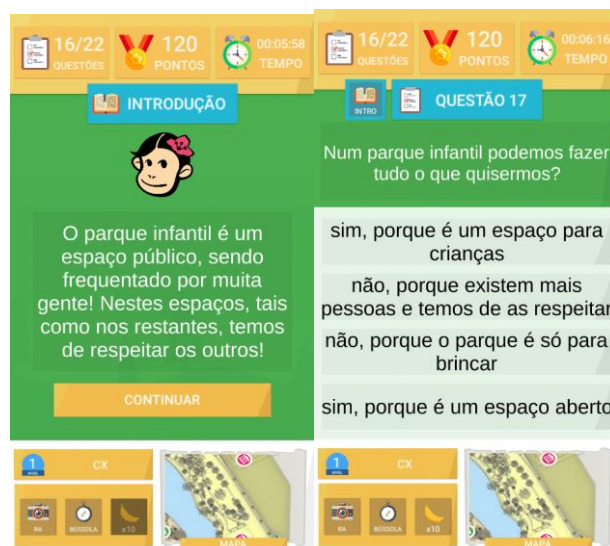 16/22
QUESTÕES
120
PONTOS
00:05:58
TEMPO
INTRODUÇÃO
O parque infantil é um
espaço público, sendo
frequentado por muita
gente! Nestes espaços, tais
como nos restantes, temos
de respeitar os outros!
CONTINUAR
1
NÍVEL
CX
RA
BÚSSOLA
x10
MAPA
16/22
QUESTÕES
120
PONTOS
00:06:16
TEMPO
INTRO
QUESTÃO 17
Num parque infantil podemos fazer
tudo o que quisermos?
sim, porque é um espaço para
crianças
não, porque existem mais
pessoas e temos de as respeitar
não, porque o parque é só para
brincar
sim, porque é um espaço aberto
1
NÍVEL
CX
RA
BÚSSOLA
x10
MAPA